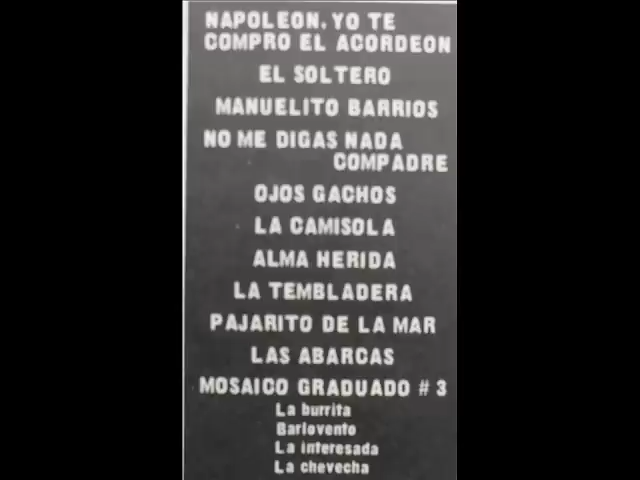 NAPOLEON, YO TE
COMPRO EL ACORDEON
EL SOLTERO
MANUELITO BARRIOS
NO ME DIGAS NADA
COMPADRE
OJOS GACHOS
LA CAMISOLA
ALMA HERIDA
LA TEMBLADERA
PAJARITO DE LA MAR
LAS ABARCAS
MOSAICO GRADUADO # 3
La burrita
Barlovento
La interesada
La chevecha